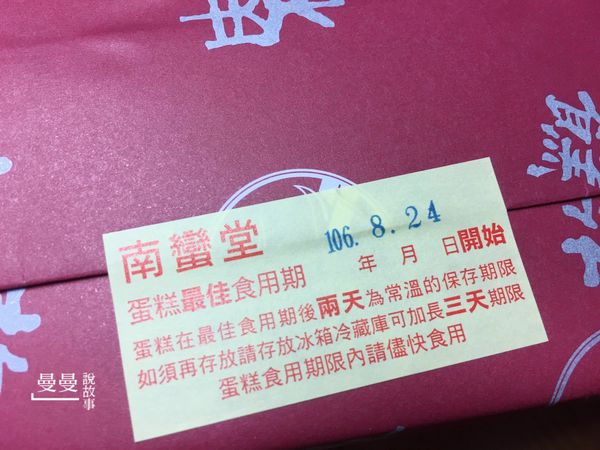 南蠻堂
106. 8. 24
蛋糕最佳食用期 年 月 日開始
蛋糕在最佳食用期後兩天為常溫的保存期限
如須再存放請存放冰箱冷藏庫可加長三天期限
蛋糕食用期限內請儘快食用
曼曼
說故事